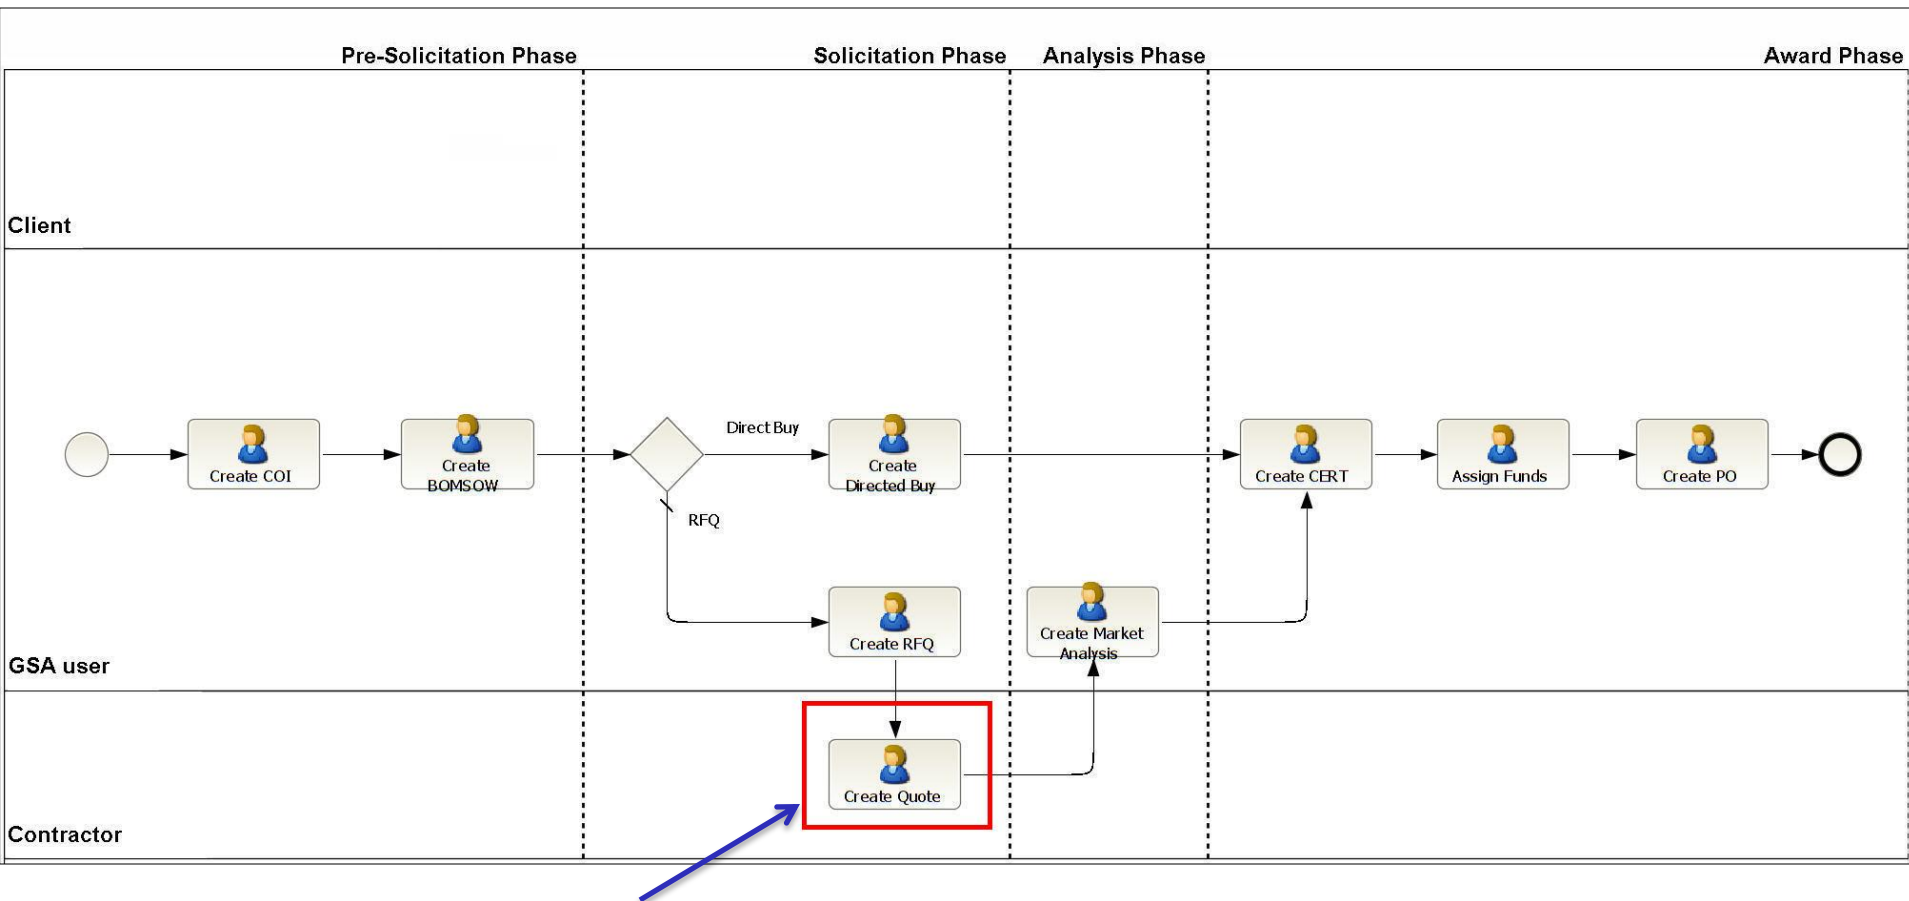 Pre-Solicitation Phase
Solicitation Phase
Analysis Phase
Award Phase
Client
Direct Buy
Create COI
Create
BOMSOW
Create
Directed Buy
Create CERT
Assign Funds
Create PO
RFQ
Create RFQ
Create Market
Analysis
GSA user
Create Quote
Contractor